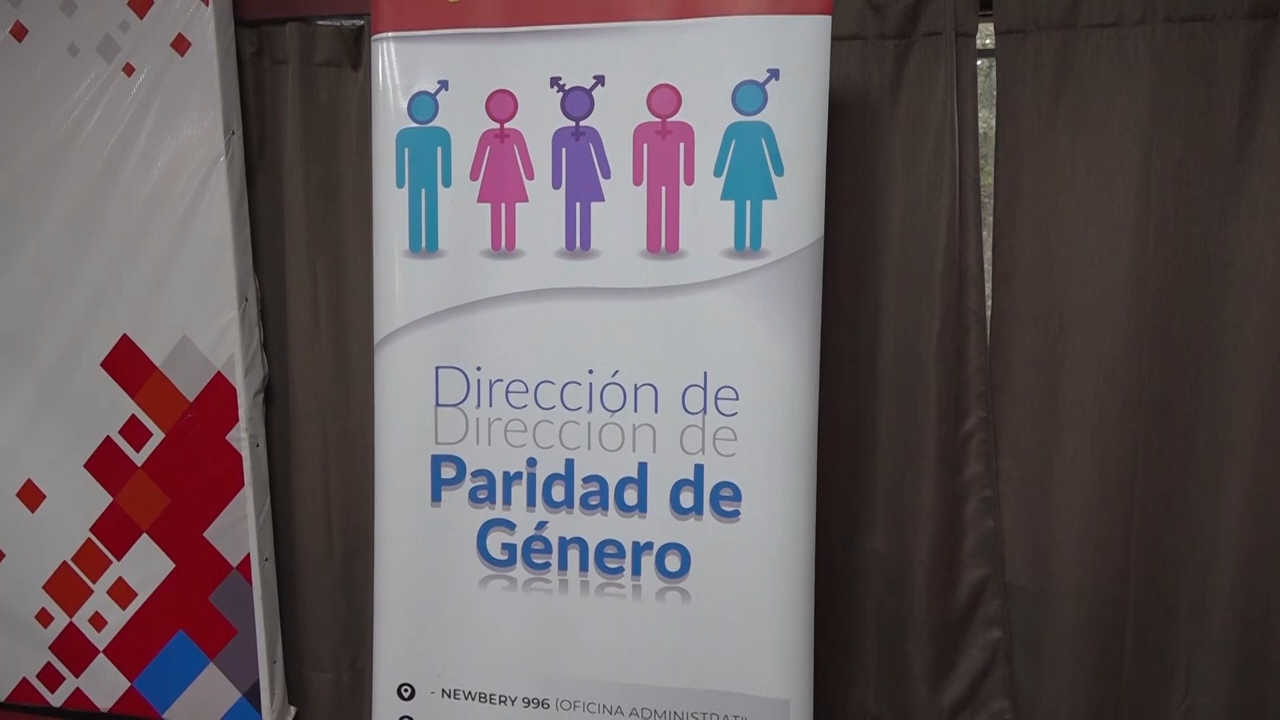 Dirección de
Dirección de
Paridad de
Género
- NEWBERY 996 (OFICINA